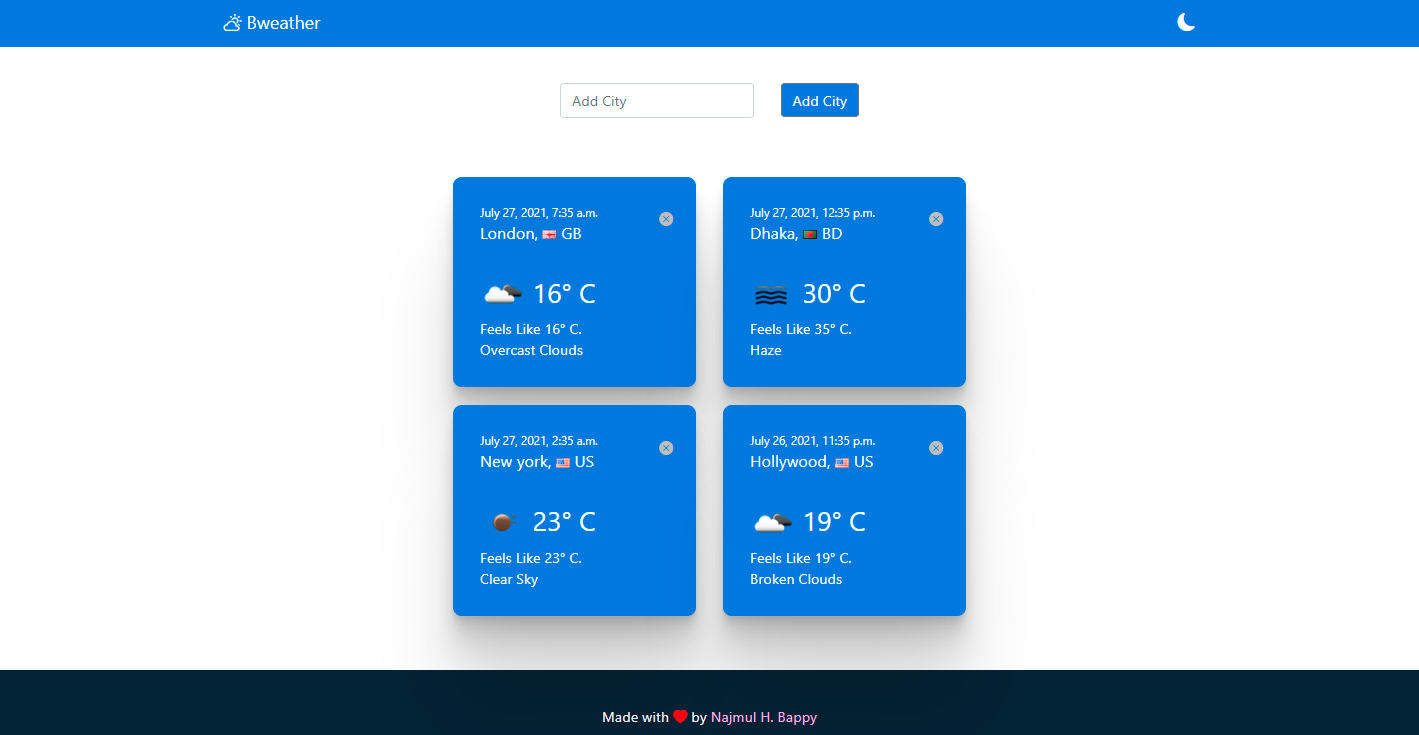 Bweather
Add City
Add City
July 27, 2021, 7:35 a.m.
London, GB
16° C
Feels Like 16° C.
Overcast Clouds
July 27, 2021, 12:35 p.m.
Dhaka, BD
30° C
Feels Like 35° C.
Haze
July 27, 2021, 2:35 a.m.
New york, US
23° C
Feels Like 23° C.
Clear Sky
July 26, 2021, 11:35 p.m.
Hollywood, US
19° C
Feels Like 19° C.
Broken Clouds
Made with ❤ by Najmul H. Bappy